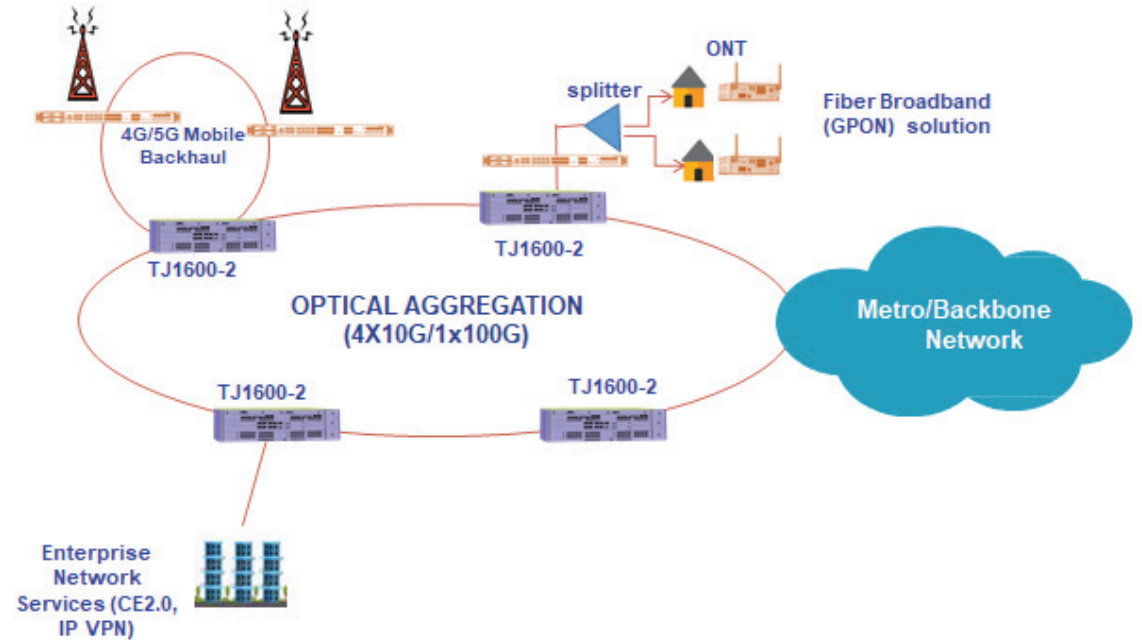 ONT
splitter
Fiber Broadband
(GPON) solution
4G/5G Mobile
Backhaul
TJ1600-2
TJ1600-2
OPTICAL AGGREGATION
(4X10G/1x100G)
Metro/Backbone
Network
TJ1600-2
TJ1600-2
Enterprise
Network
Services (CE2.0,
IP VPN)